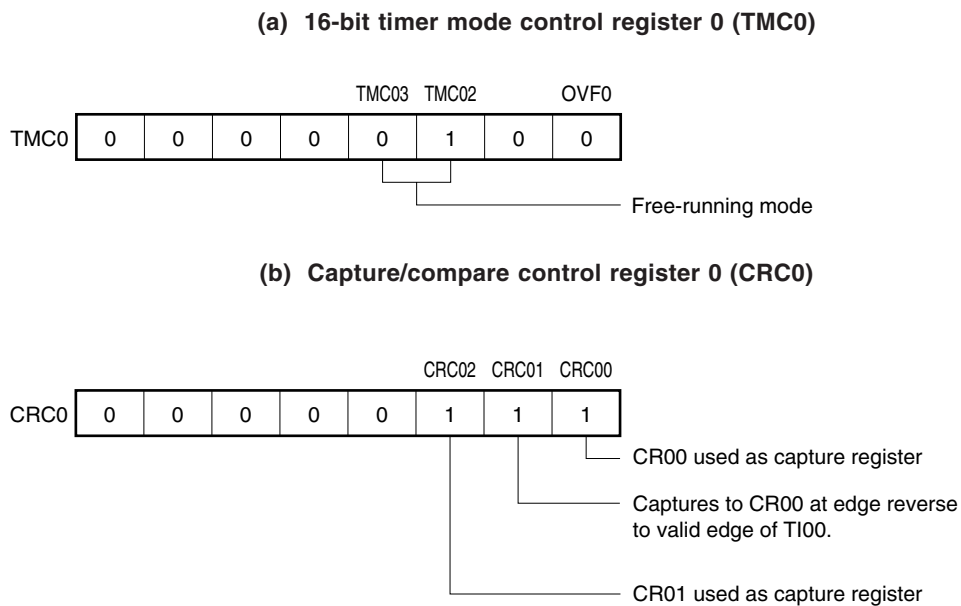 (a) 16-bit timer mode control register 0 (TMC0)
TMC03 TMC02 OVF0
TMC0 0 0 0 0 0 1 0 0
Free-running mode
(b) Capture/compare control register 0 (CRC0)
CRC02 CRC01 CRC00
CRC0 0 0 0 0 0 1 1 1
CR00 used as capture register
Captures to CR00 at edge reverse
to valid edge of TI00.
CR01 used as capture register